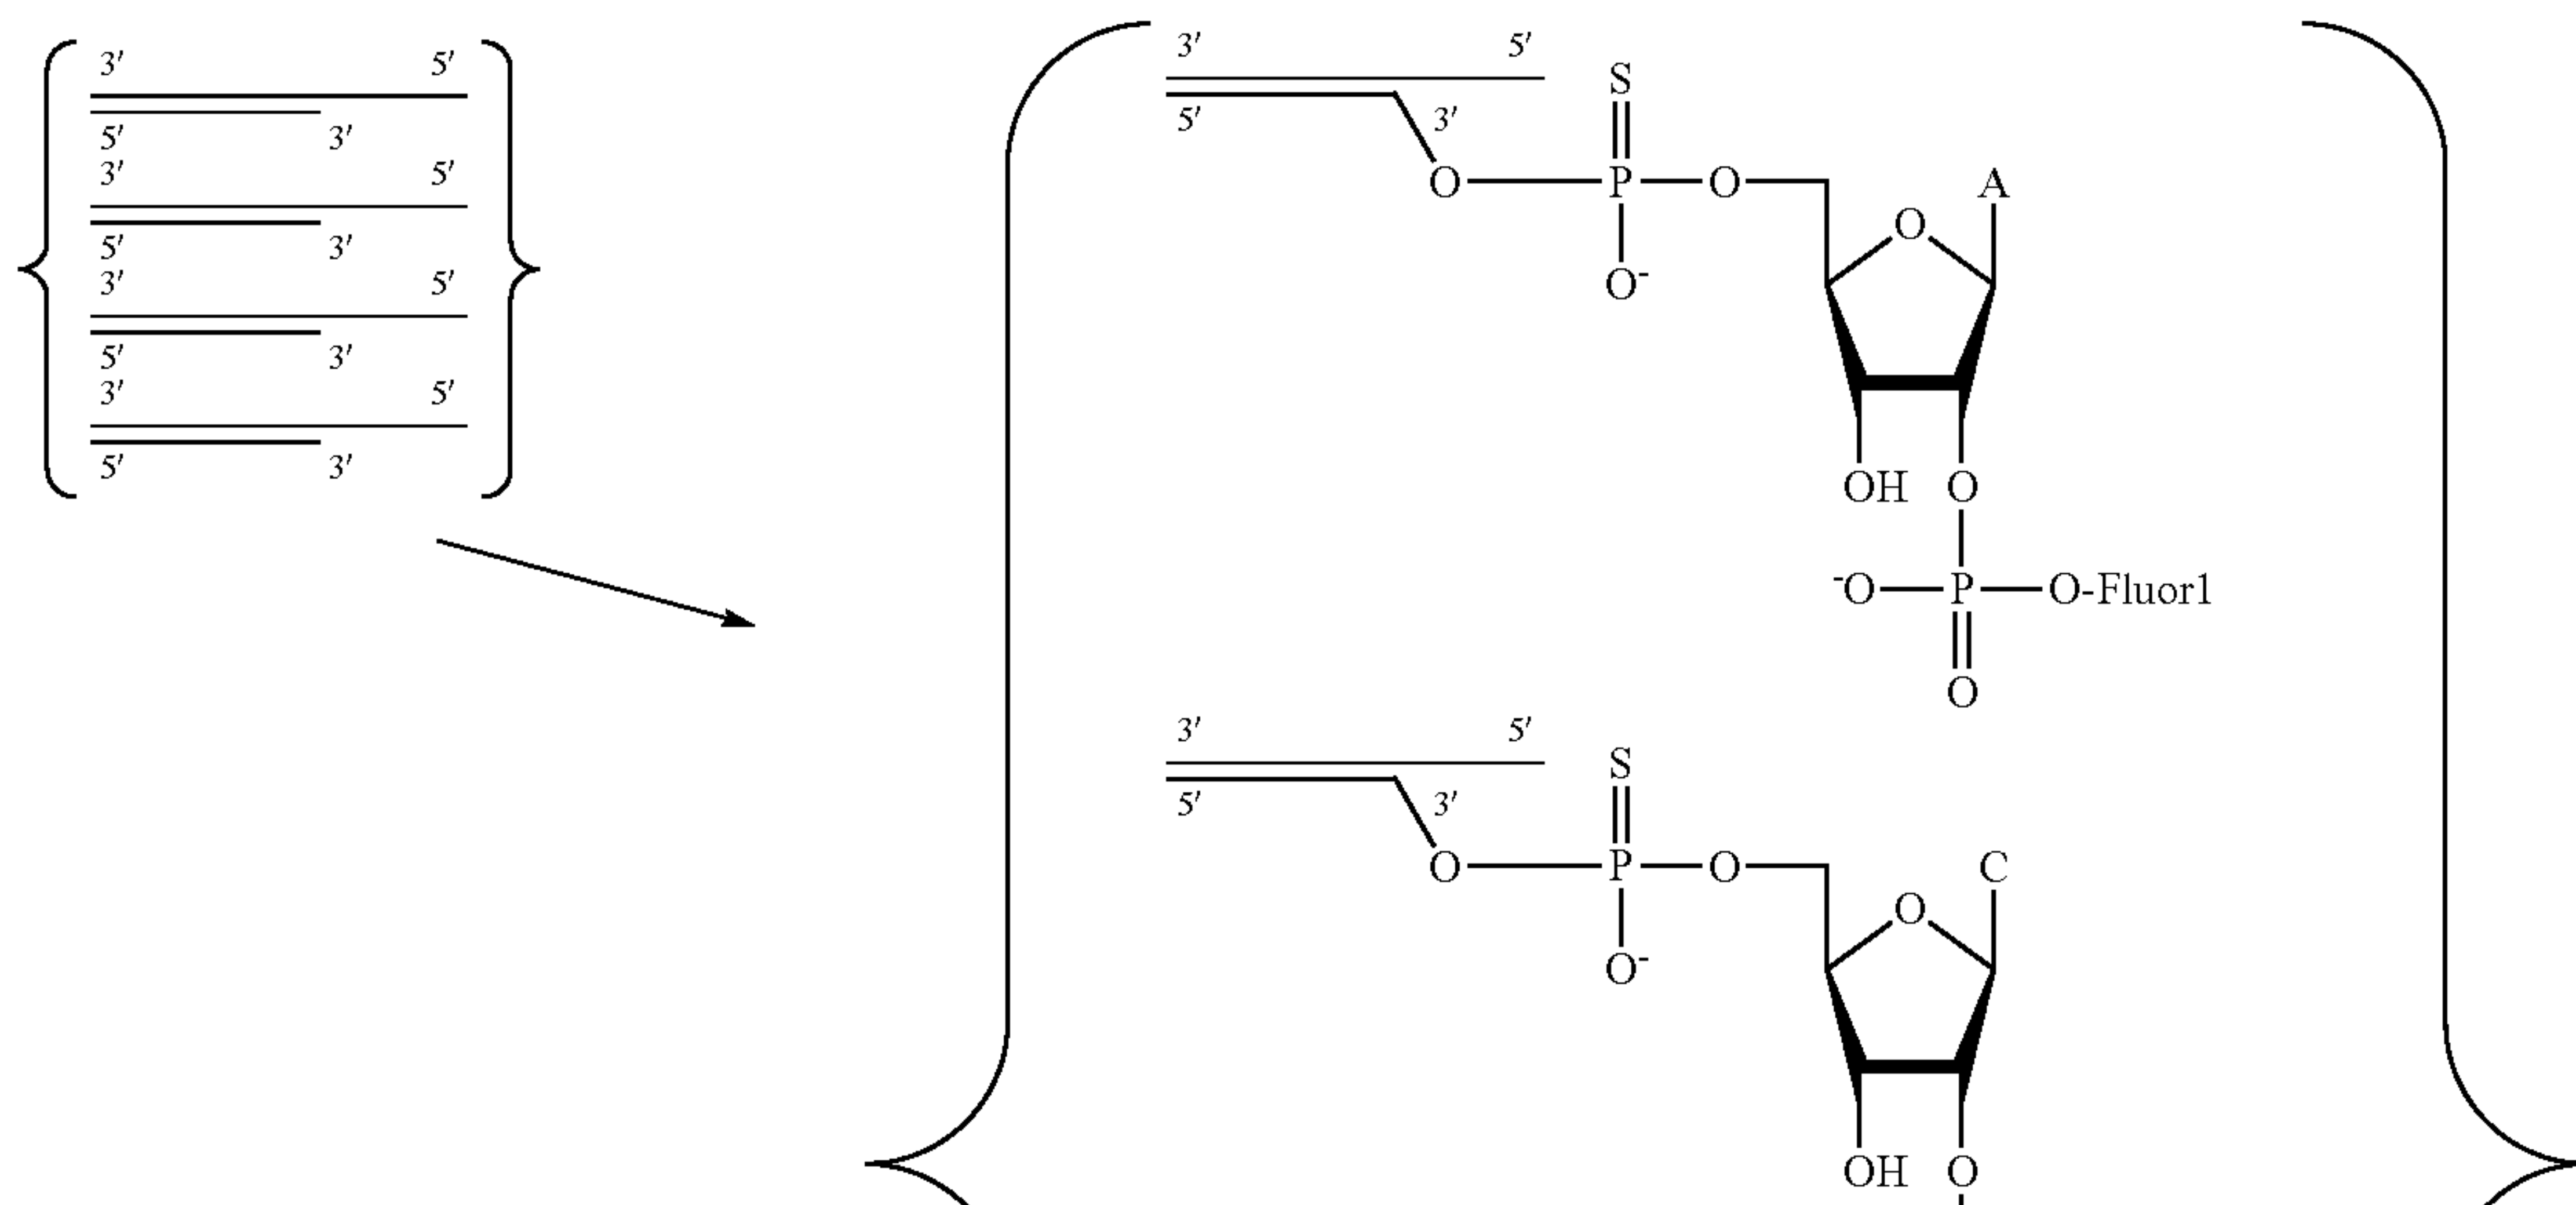 3′ 5′
5′ 3′
3′ 5′
5′ 3′
3′ 5′
5′ 3′
3′ 5′
5′ 3′
3′ 5′
S
5′ 3′
O P O A
O
O-
OH O
-O P O-Fluor1
O
3′ 5′
S
5′ 3′
O P O C
O
O-
OH O